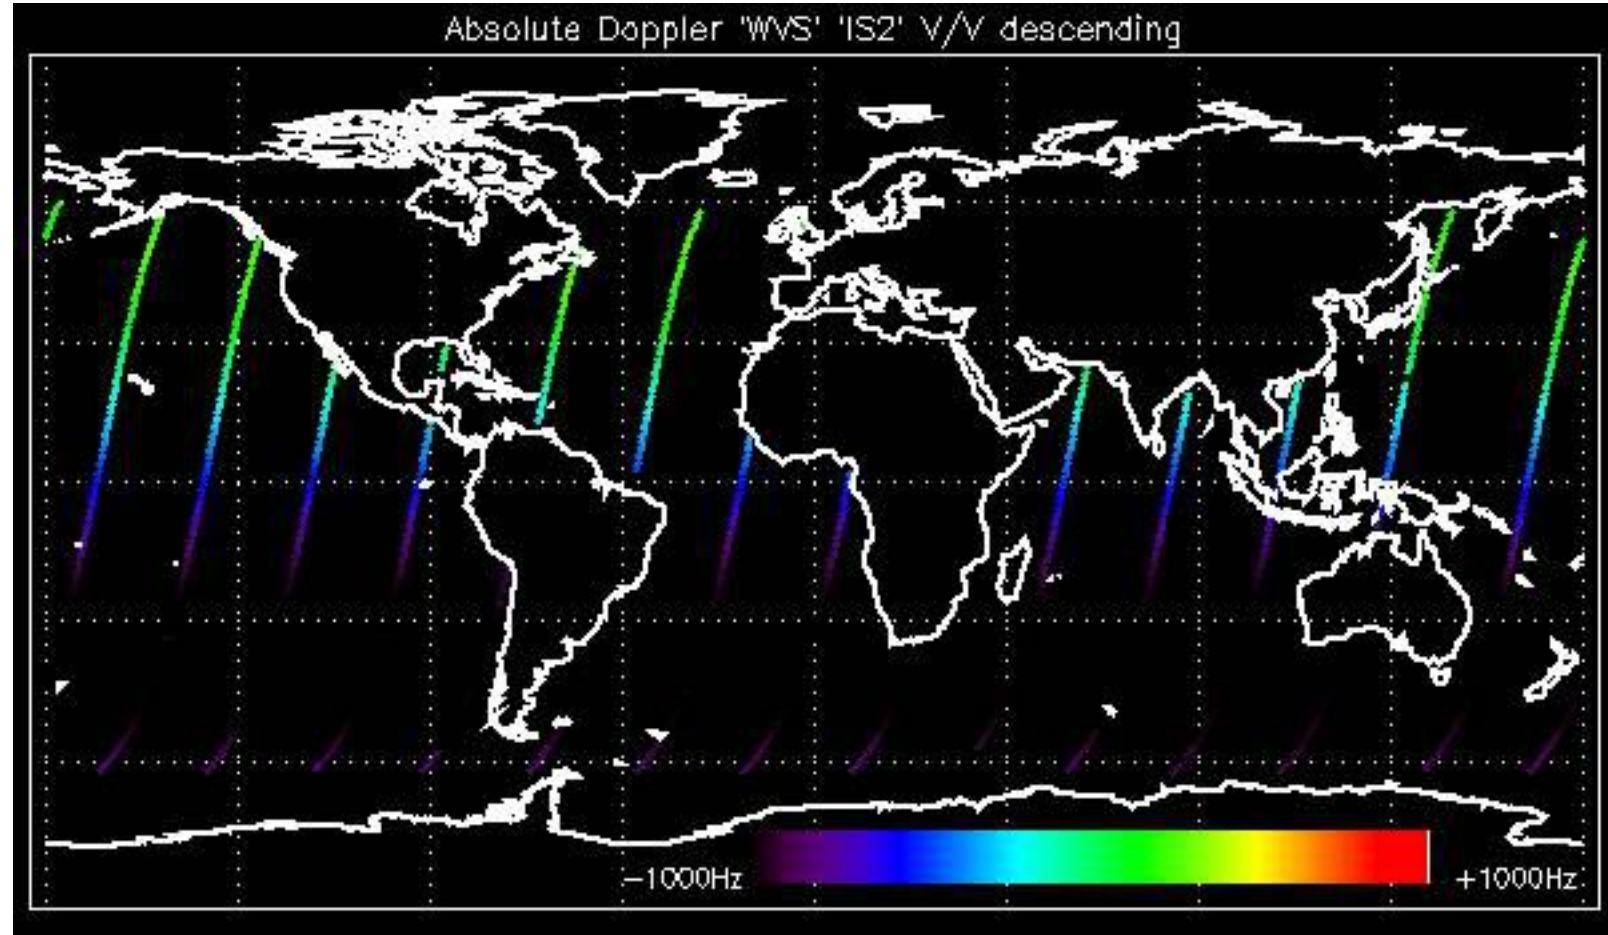 Absolute Doppler 'WVS' 'IS2' V/V descending
−1000Hz
+1000Hz